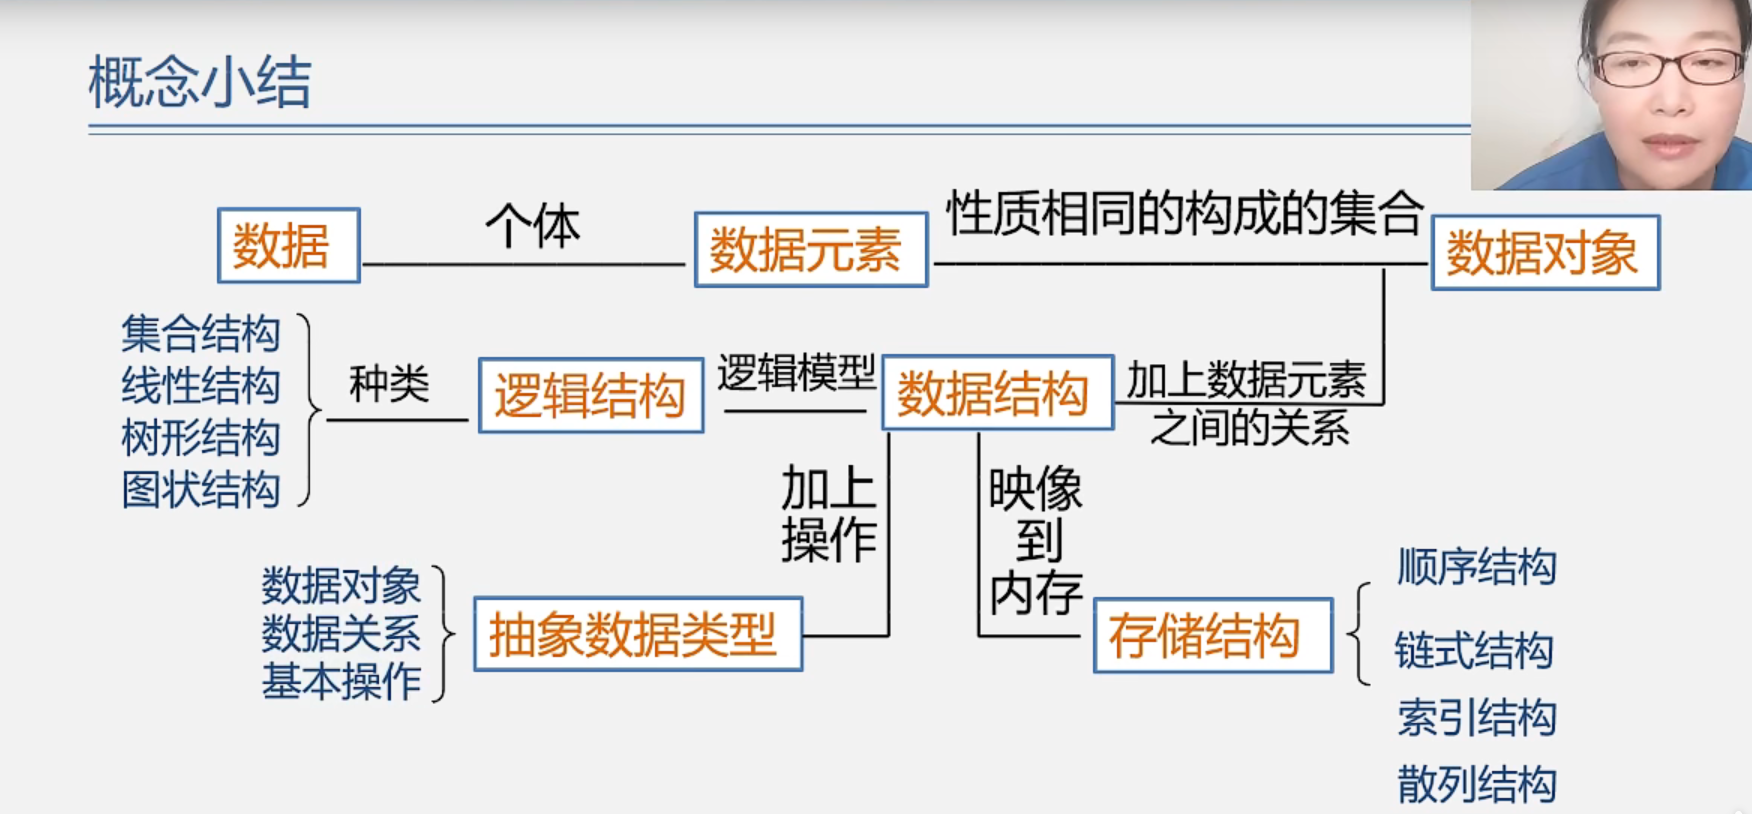 概念小结
数据
个体
数据元素
性质相同的构成的集合
数据对象
集合结构
线性结构
树形结构
图状结构
种类
逻辑结构
逻辑模型
数据结构
加上数据元素
之间的关系
加上
操作
映像
到
内存
数据对象
数据关系
基本操作
抽象数据类型
存储结构
顺序结构
链式结构
索引结构
散列结构